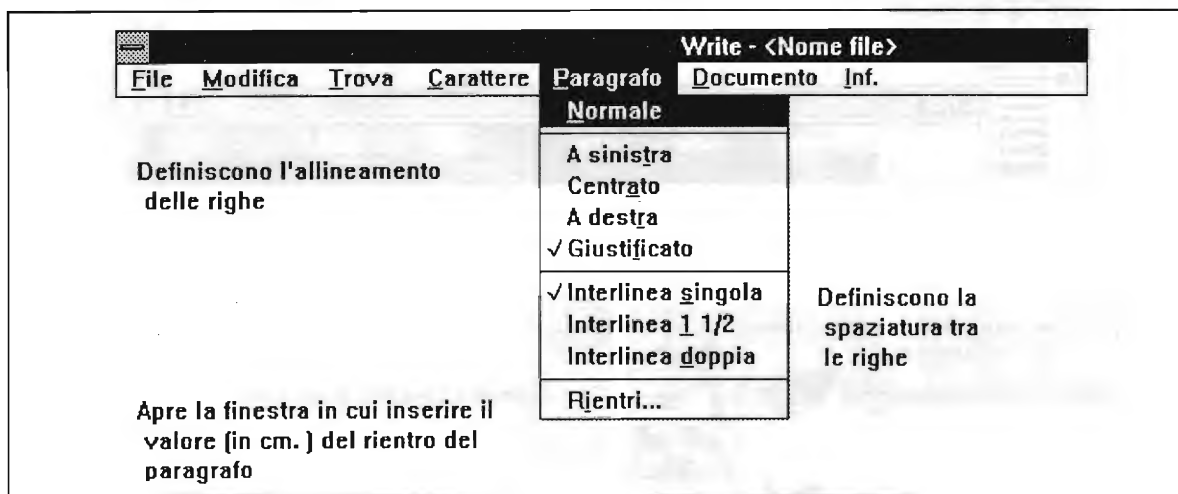 Write - <Nome file>
File Modifica Trova Carattere Paragrafo Documento Inf.
Normale
A sinistra
Centrato
A destra
√ Giustificato
Definiscono l'allineamento
delle righe
√ Interlinea singola
Interlinea 1 1/2
Interlinea doppia
Definiscono la
spaziatura tra
le righe
Rientri...
Apre la finestra in cui inserire il
valore (in cm. ) del rientro del
paragrafo